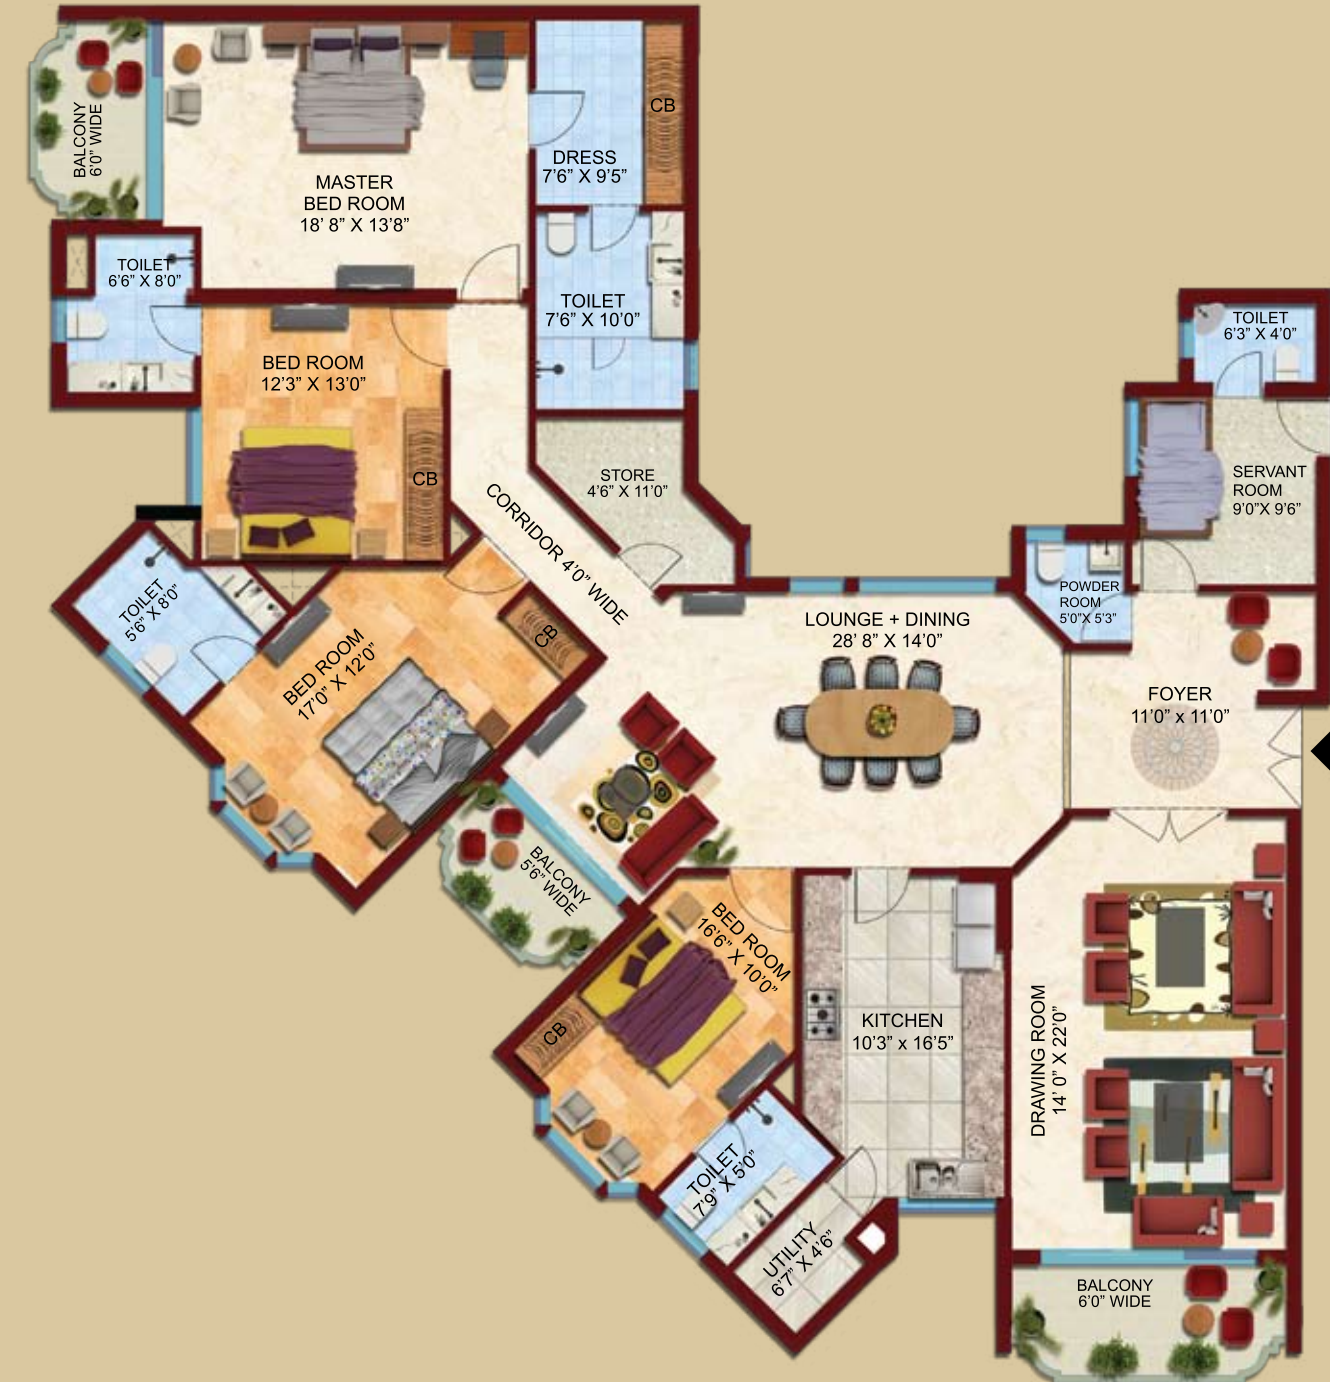 BALCONY
6'0” WIDE
MASTER
BED ROOM
18' 8” X 13'8”
DRESS
7'6” X 9'5”
CB
TOILET
6'6” X 8'0”
TOILET
7'6” X 10'0”
BED ROOM
12'3” X 13'0”
CB
STORE
4'6” X 11'0”
CORRIDOR 4'0” WIDE
TOILET
6'3” X 4'0”
SERVANT
ROOM
9'0”X 9'6”
POWDER
ROOM
5'0”X 5'3”
TOILET
5'6” X 8'0”
BED ROOM
17'0” X 12'0”
CB
LOUNGE + DINING
28' 8” X 14'0”
FOYER
11'0” x 11'0”
BALCONY
5'6” WIDE
BED ROOM
16'6” X 10'0”
CB
KITCHEN
10'3” x 16'5”
DRAWING ROOM
14' 0” X 22'0”
TOILET
7'9” X 5'0”
UTILITY
6'7” X 4'6”
BALCONY
6'0” WIDE